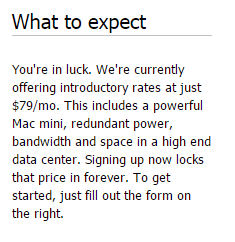 What to expect
You're in luck. We're currently
offering introductory rates at just
$79/mo. This includes a powerful
Mac mini, redundant power,
bandwidth and space in a high end
data center. Signing up now locks
that price in forever. To get
started, just fill out the form on
the right.